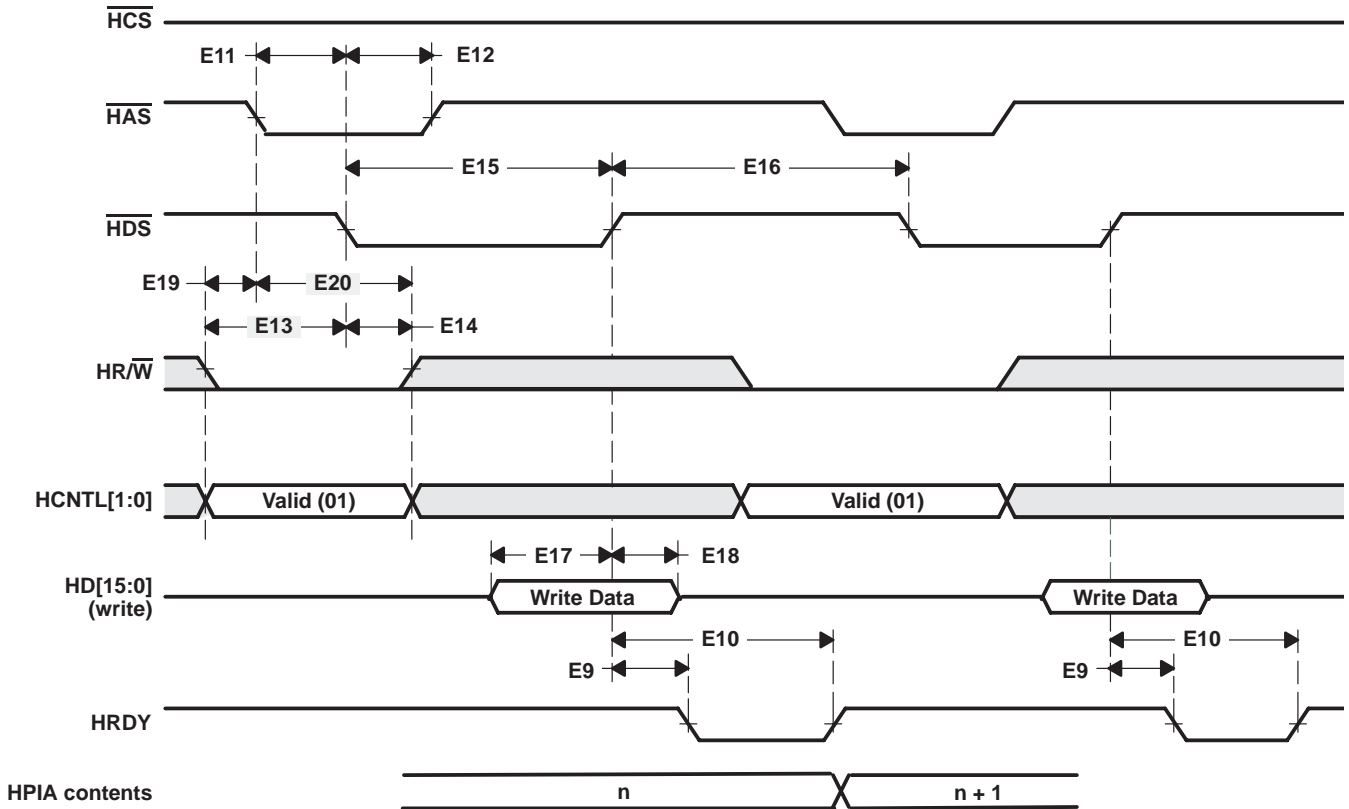 HCS
E11
E12
HAS
E15
E16
HDS
E19
E20
E13
E14
HR/W
HCNTL[1:0]
Valid (01)
Valid (01)
E17
E18
HD[15:0]
(write)
Write Data
Write Data
E10
E10
E9
E9
HRDY
HPIA contents
n
n + 1